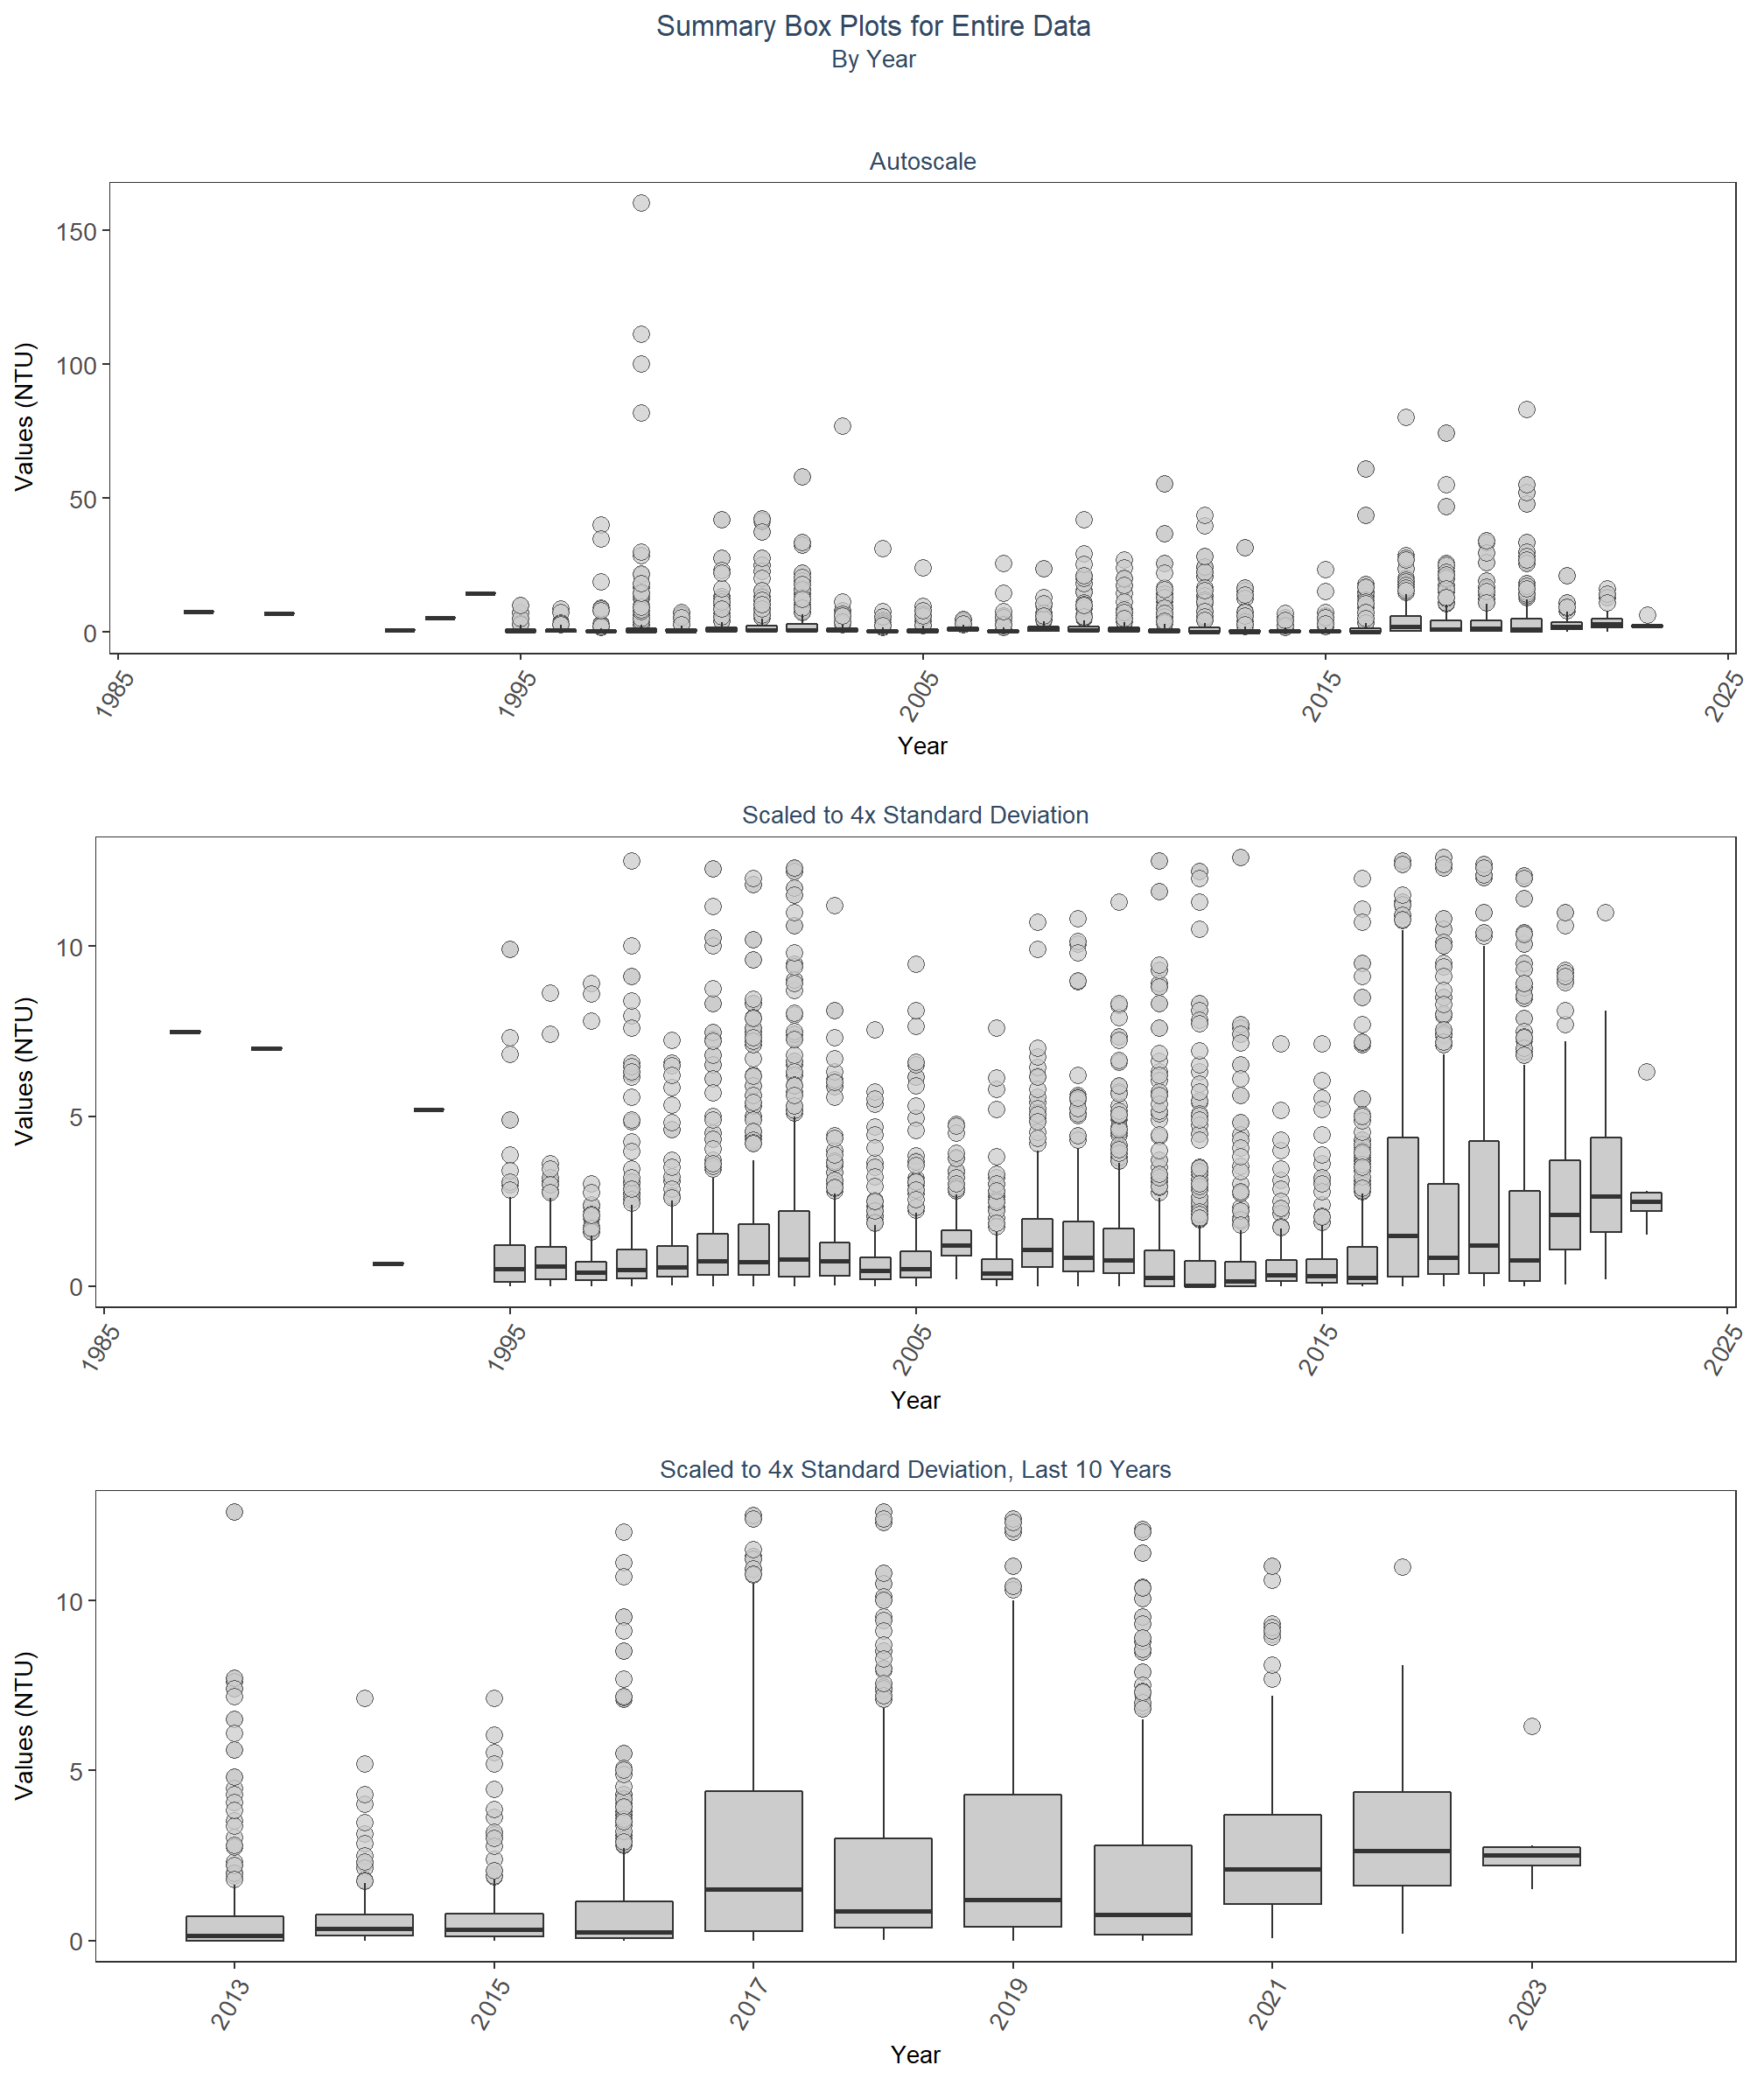 Summary Box Plots for Entire Data
By Year
Autoscale
Values (NTU)
150
100
50
0
1985
1995
2005
2015
2025
Year
Scaled to 4x Standard Deviation
Values (NTU)
10
5
0
1985
1995
2005
2015
2025
Year
Scaled to 4x Standard Deviation, Last 10 Years
Values (NTU)
10
5
0
2013
2015
2017
2019
2021
2023
Year